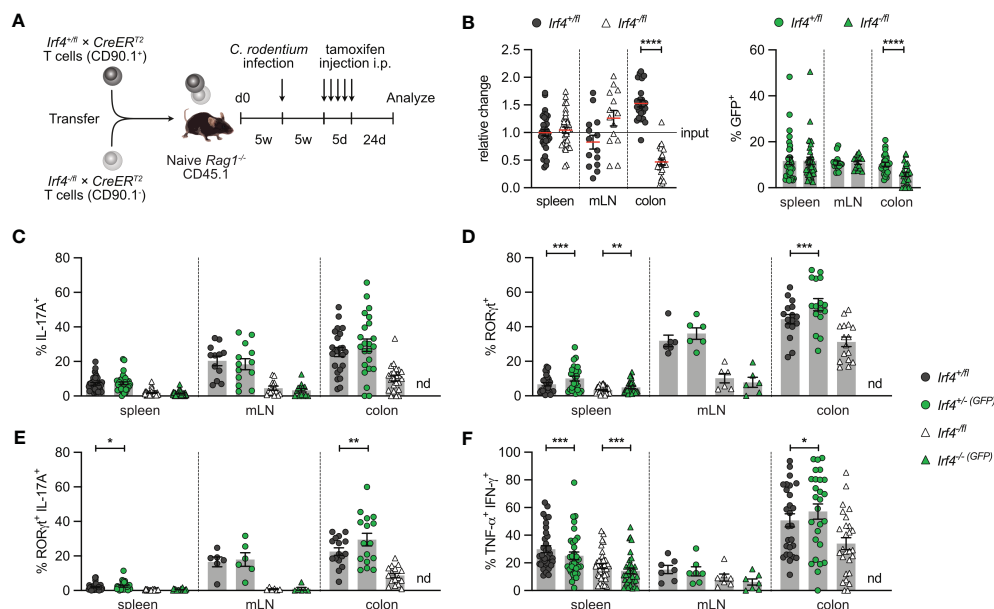 A
Irf4+/fl × CreERT2
T cells (CD90.1+)
Transfer
Irf4-/fl × CreERT2
T cells (CD90.1-)
Naive Rag1-/-
CD45.1
C. rodentium
infection
tamoxifen
injection i.p.
d0
Analyze
5w
5w
5d
24d
B
Irf4+/fl
Irf4-/fl
relative change
2.5
2.0
1.5
1.0
0.5
0.0
****
input
spleen
mLN
colon
Irf4+/fl
Irf4-/fl
% GFP+
60
40
20
0
****
spleen
mLN
colon
C
% IL-17A+
80
60
40
20
0
nd
spleen
mLN
colon
D
% RORγt+
80
60
40
20
0
***
**
***
nd
spleen
mLN
colon
Irf4+/fl
Irf4+/- (GFP)
Irf4-/fl
Irf4-/- (GFP)
E
% RORγt+ IL-17A+
80
60
40
20
0
*
**
nd
spleen
mLN
colon
F
% TNF-α+ IFN-γ+
100
80
60
40
20
0
***
***
*
nd
spleen
mLN
colon